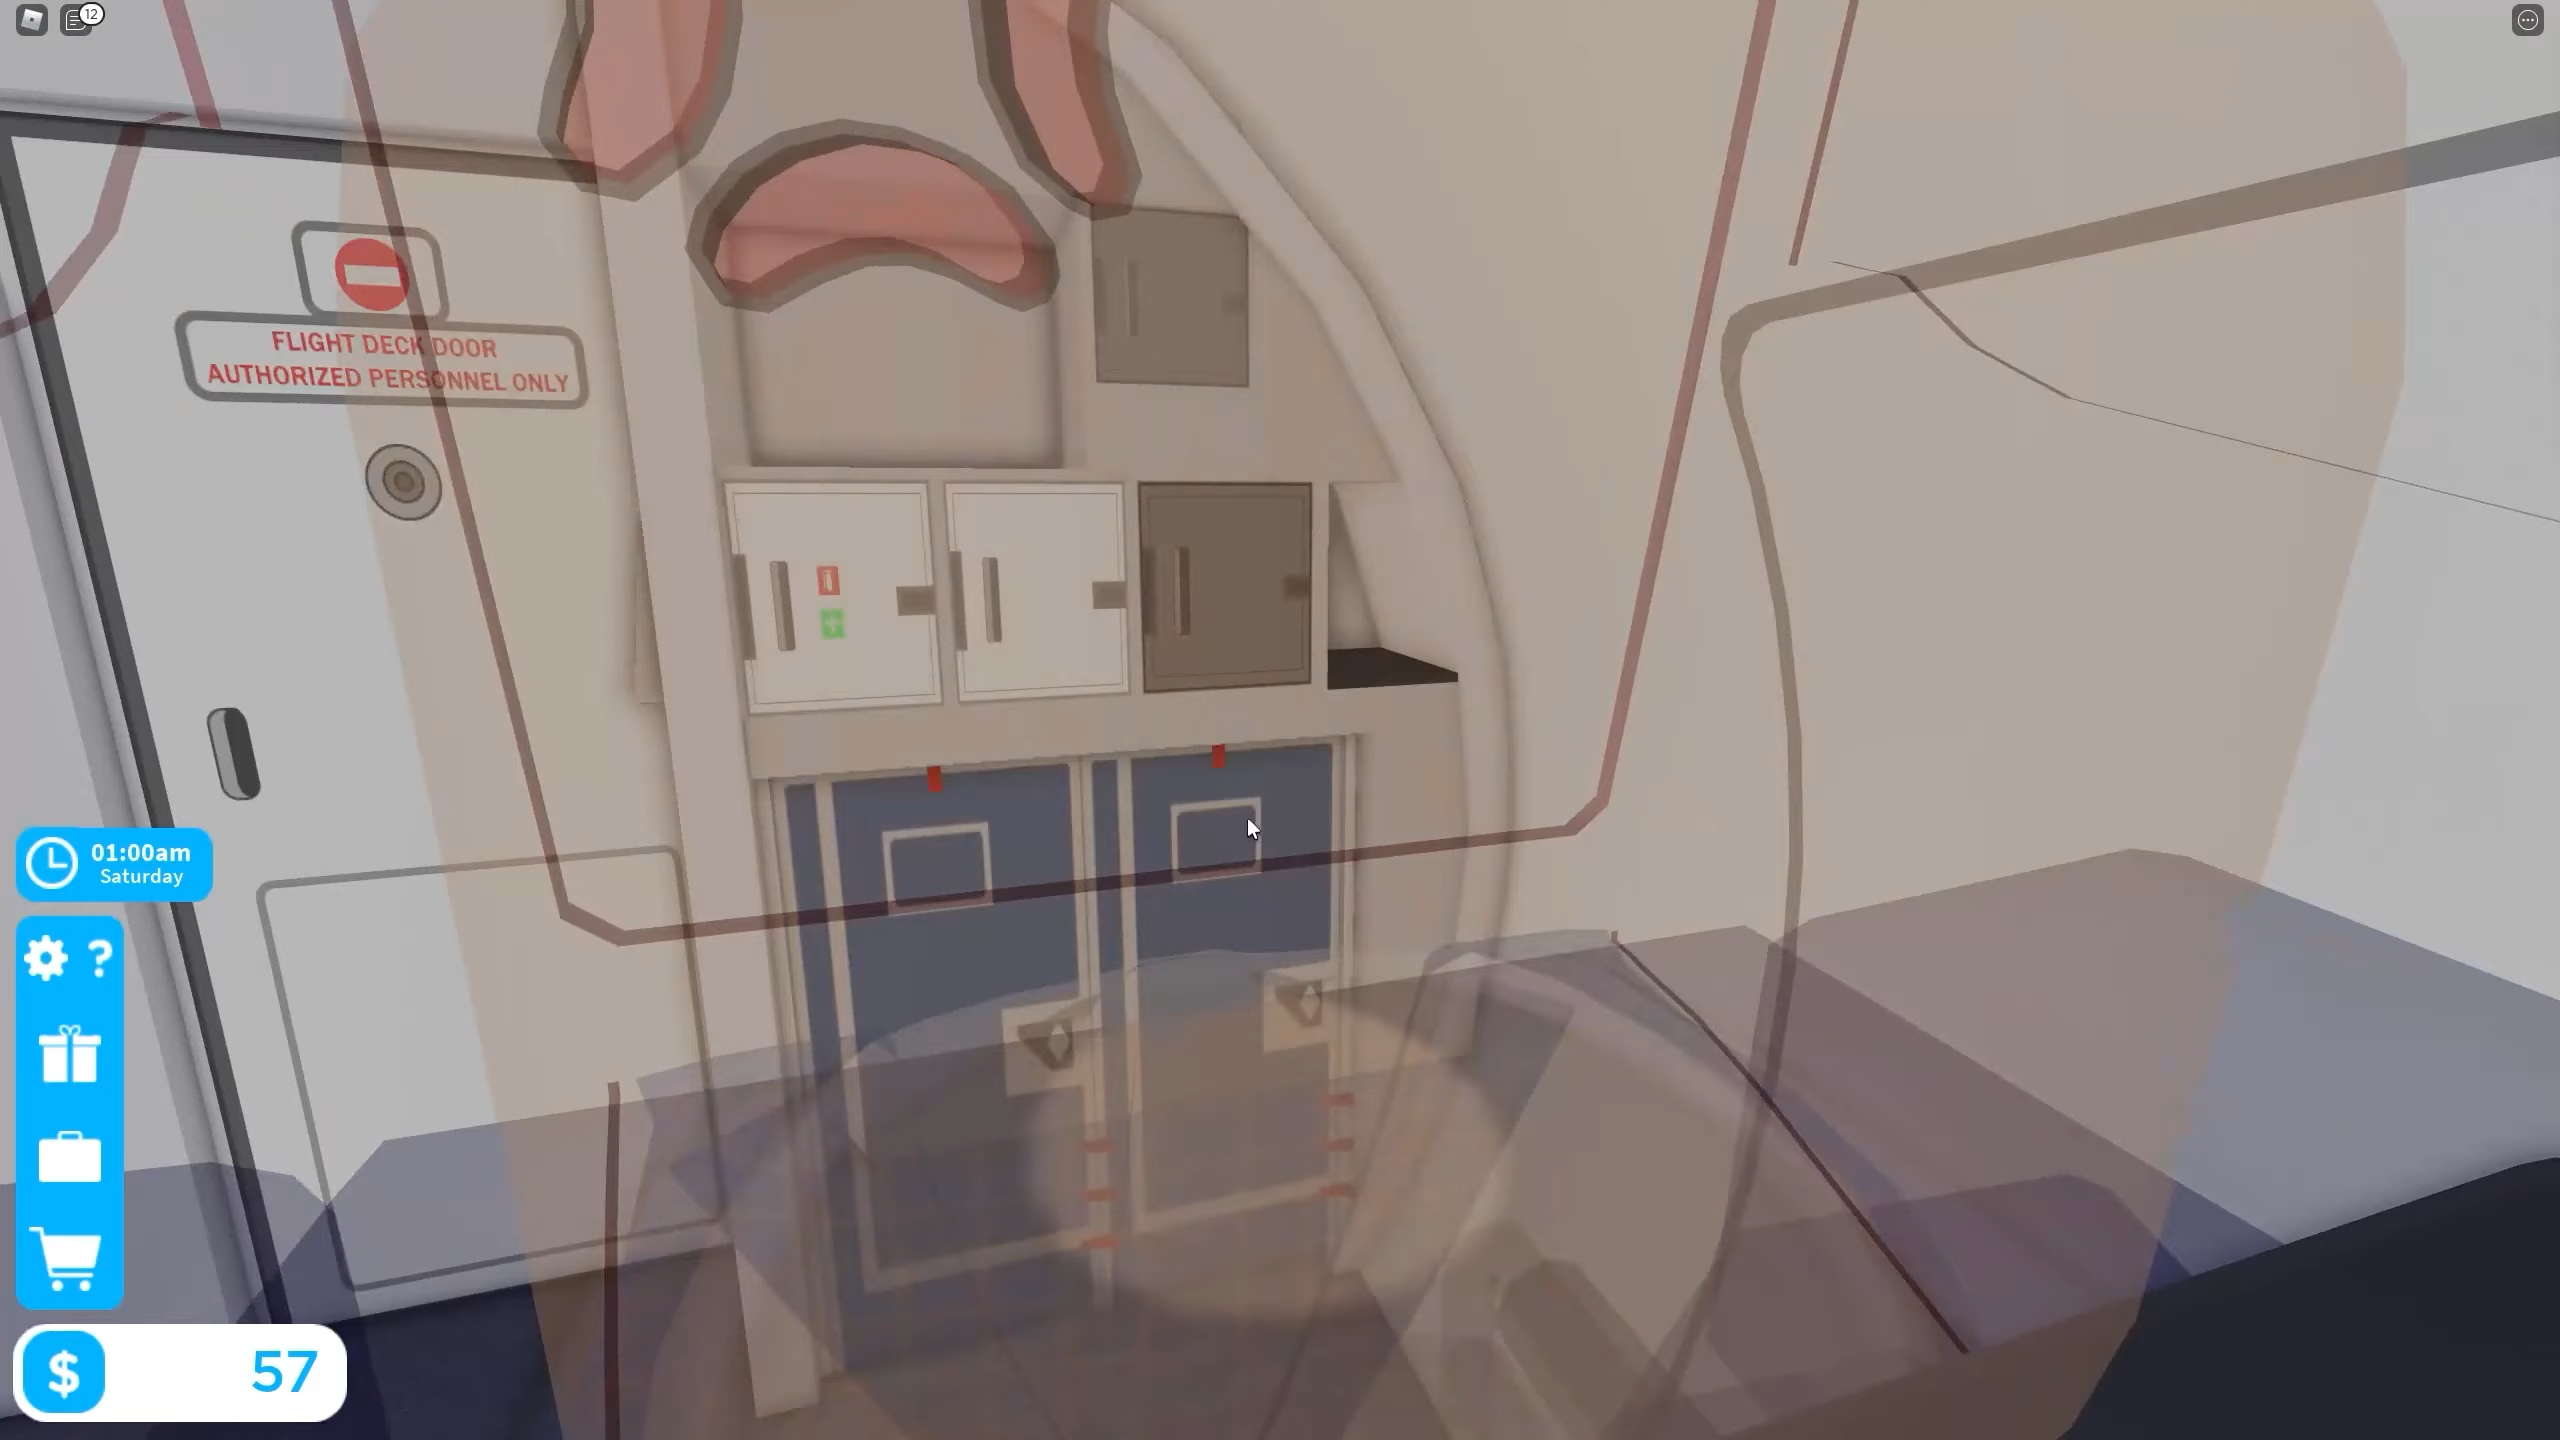 12
FLIGHT DECK DOOR
AUTHORIZED PERSONNEL ONLY
01:00am
Saturday
?
$ 57